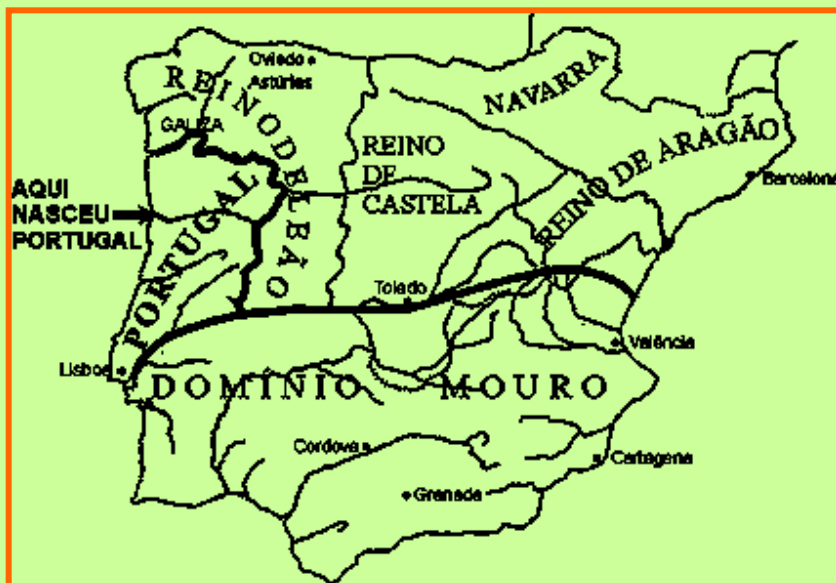 Oviedo
Astúrias
REINO DE LEÃO
GALIZA
NAVARRA
REINO DE ARAGÃO
REINO
DE
CASTELA
Barcelona
AQUI
NASCEU
PORTUGAL
PORTUGAL
Toledo
Valência
Lisboa
DOMÍNIO MOURO
Cordova
Cartagena
Granada